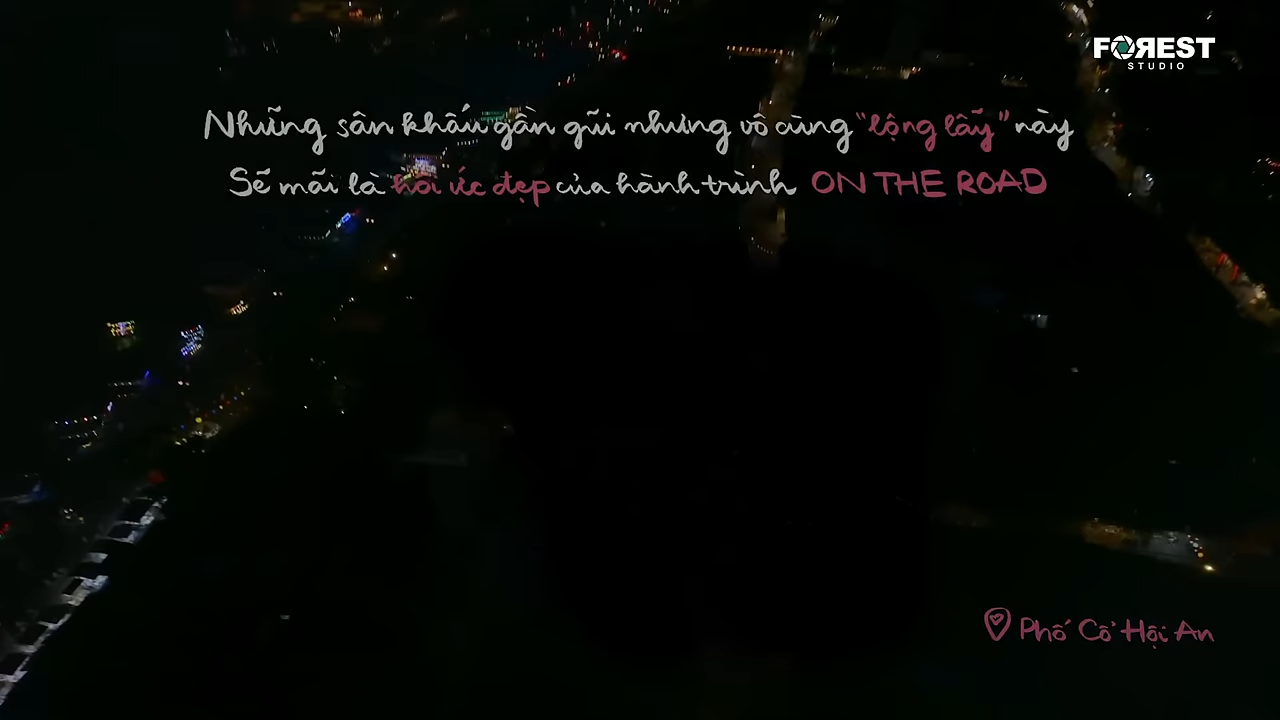 FOREST
STUDIO
Những sân khấu gần gũi nhưng vô cùng "lộng lẫy" này
Sẽ mãi là hồi ức đẹp của hành trình ON THE ROAD
Phố Cổ Hội An